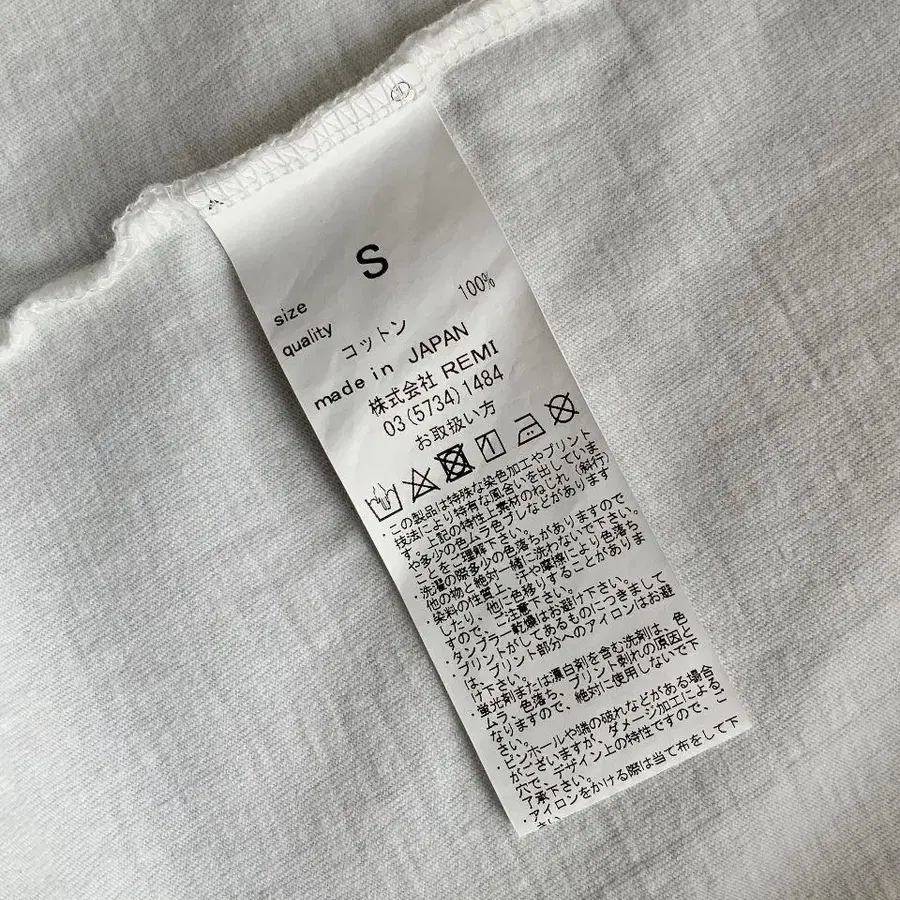 S
size
quality
コットン 100%
made in JAPAN
株式会社 REMI
03(5734)1484
お取扱い方
・この製品は特殊な染色加工やプリント
技法により特有な風合いを出していま
す。上記の特性上素材のねじれ(斜行)
や多少の色ムラ色ブレなどがあります
ことをご理解下さい。
・洗濯の際多少の色落ちがありますので
他の物と絶対一緒に洗わないで下さい。
・染料の性質上、汗や摩擦により色落ち
したり、他に色移りすることがありま
すので、ご注意下さい。
・タンブラー乾燥はお避け下さい。
・プリントがしてあるものにつきまして
は、プリント部分へのアイロンはお避
け下さい。
・蛍光剤または漂白剤を含む洗剤は、色
ムラ、色落ち、プリント剥れの原因と
なりますので、絶対に使用しないで下
さい。
・ピンホールや端の破れなどがある場合
がございますが、ダメージ加工による
穴で、デザイン上の特性ですので、ご
了承下さい。
・アイロンをかける際は当て布をして下
さい。